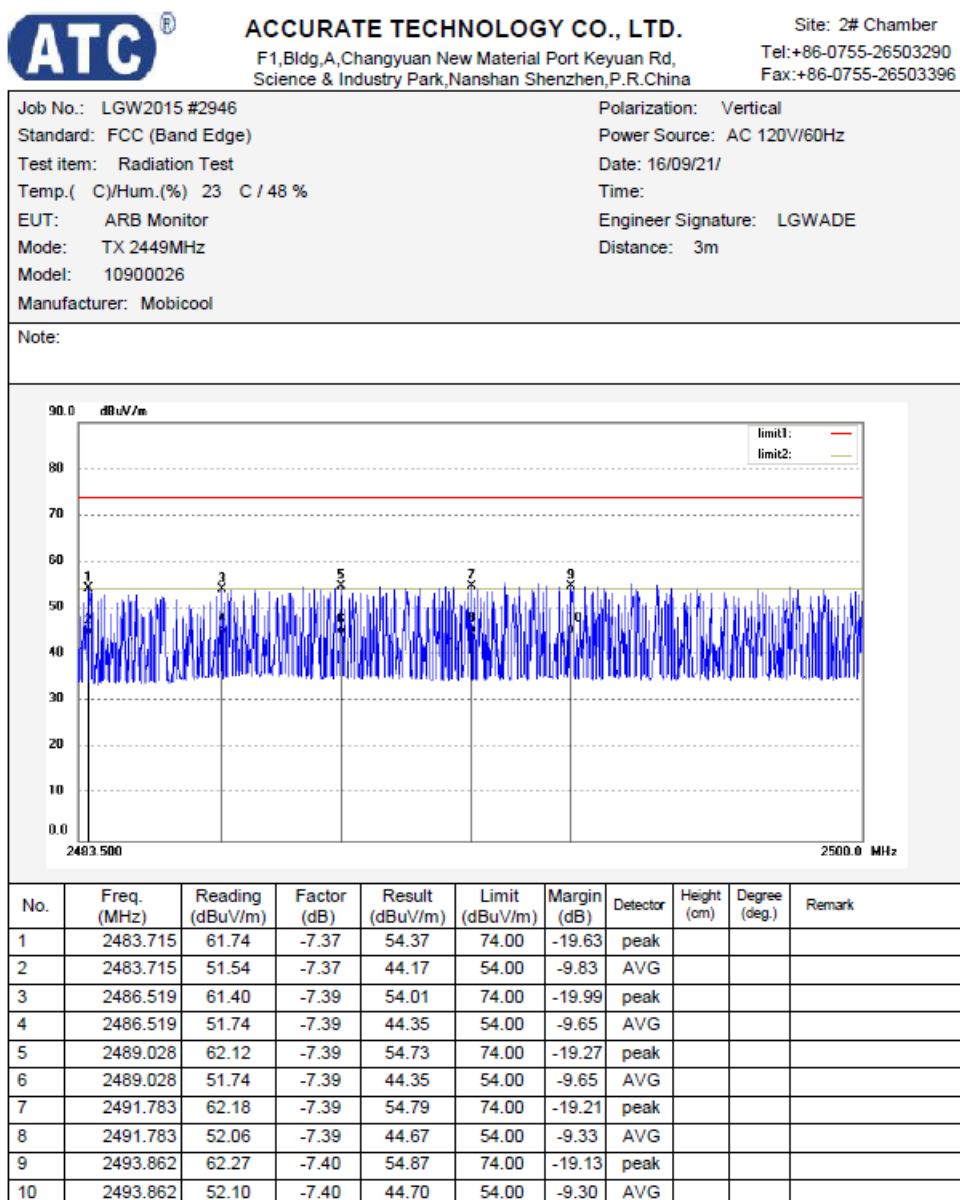 ATC®
ACCURATE TECHNOLOGY CO., LTD.
F1,Bldg,A,Changyuan New Material Port Keyuan Rd,
Science & Industry Park,Nanshan Shenzhen,P.R.China
Site: 2# Chamber
Tel:+86-0755-26503290
Fax:+86-0755-26503396
Job No.: LGW2015 #2946
Polarization: Vertical
Standard: FCC (Band Edge)
Power Source: AC 120V/60Hz
Test item: Radiation Test
Date: 16/09/21/
Temp.( C)/Hum.(%) 23 C / 48 %
Time:
EUT: ARB Monitor
Engineer Signature: LGWADE
Mode: TX 2449MHz
Distance: 3m
Model: 10900026
Manufacturer: Mobicool
Note:
90.0 dBuV/m
limit1:
limit2:
80
70
60
50
40
30
20
10
0.0
1 3 5 7 9
2483.500 2500.0 MHz
No. Freq. (MHz) Reading (dBuV/m) Factor (dB) Result (dBuV/m) Limit (dBuV/m) Margin (dB) Detector Height (cm) Degree (deg.) Remark
1 2483.715 61.74 -7.37 54.37 74.00 -19.63 peak
2 2483.715 51.54 -7.37 44.17 54.00 -9.83 AVG
3 2486.519 61.40 -7.39 54.01 74.00 -19.99 peak
4 2486.519 51.74 -7.39 44.35 54.00 -9.65 AVG
5 2489.028 62.12 -7.39 54.73 74.00 -19.27 peak
6 2489.028 51.74 -7.39 44.35 54.00 -9.65 AVG
7 2491.783 62.18 -7.39 54.79 74.00 -19.21 peak
8 2491.783 52.06 -7.39 44.67 54.00 -9.33 AVG
9 2493.862 62.27 -7.40 54.87 74.00 -19.13 peak
10 2493.862 52.10 -7.40 44.70 54.00 -9.30 AVG